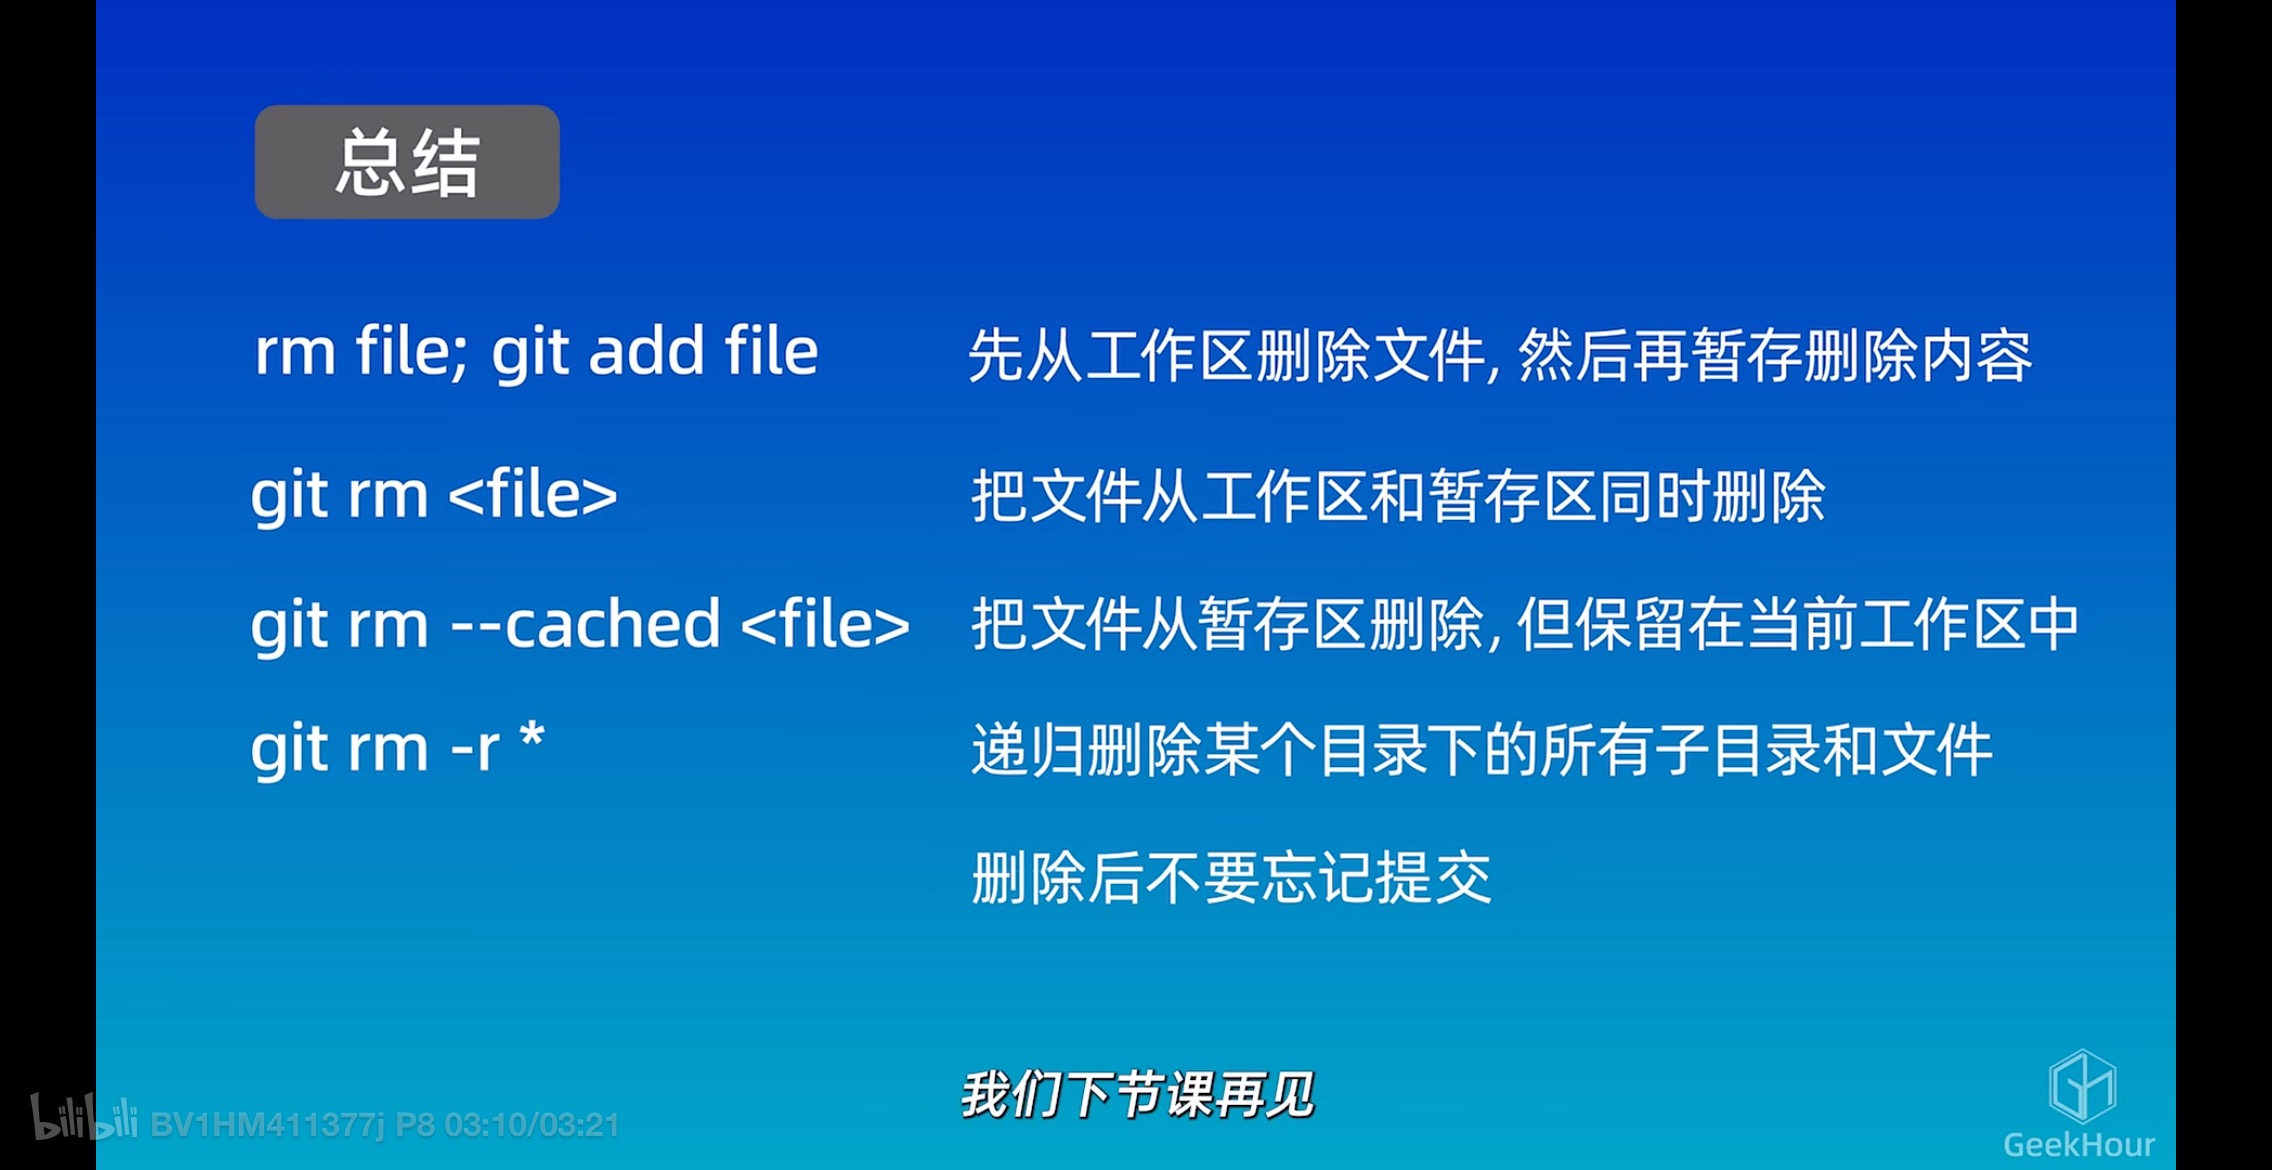 总结
rm file; git add file 先从工作区删除文件, 然后再暂存删除内容
git rm <file> 把文件从工作区和暂存区同时删除
git rm --cached <file> 把文件从暂存区删除, 但保留在当前工作区中
git rm -r * 递归删除某个目录下的所有子目录和文件
删除后不要忘记提交
我们下节课再见
bilibili BV1HM411377j P8 03:10/03:21
GeekHour